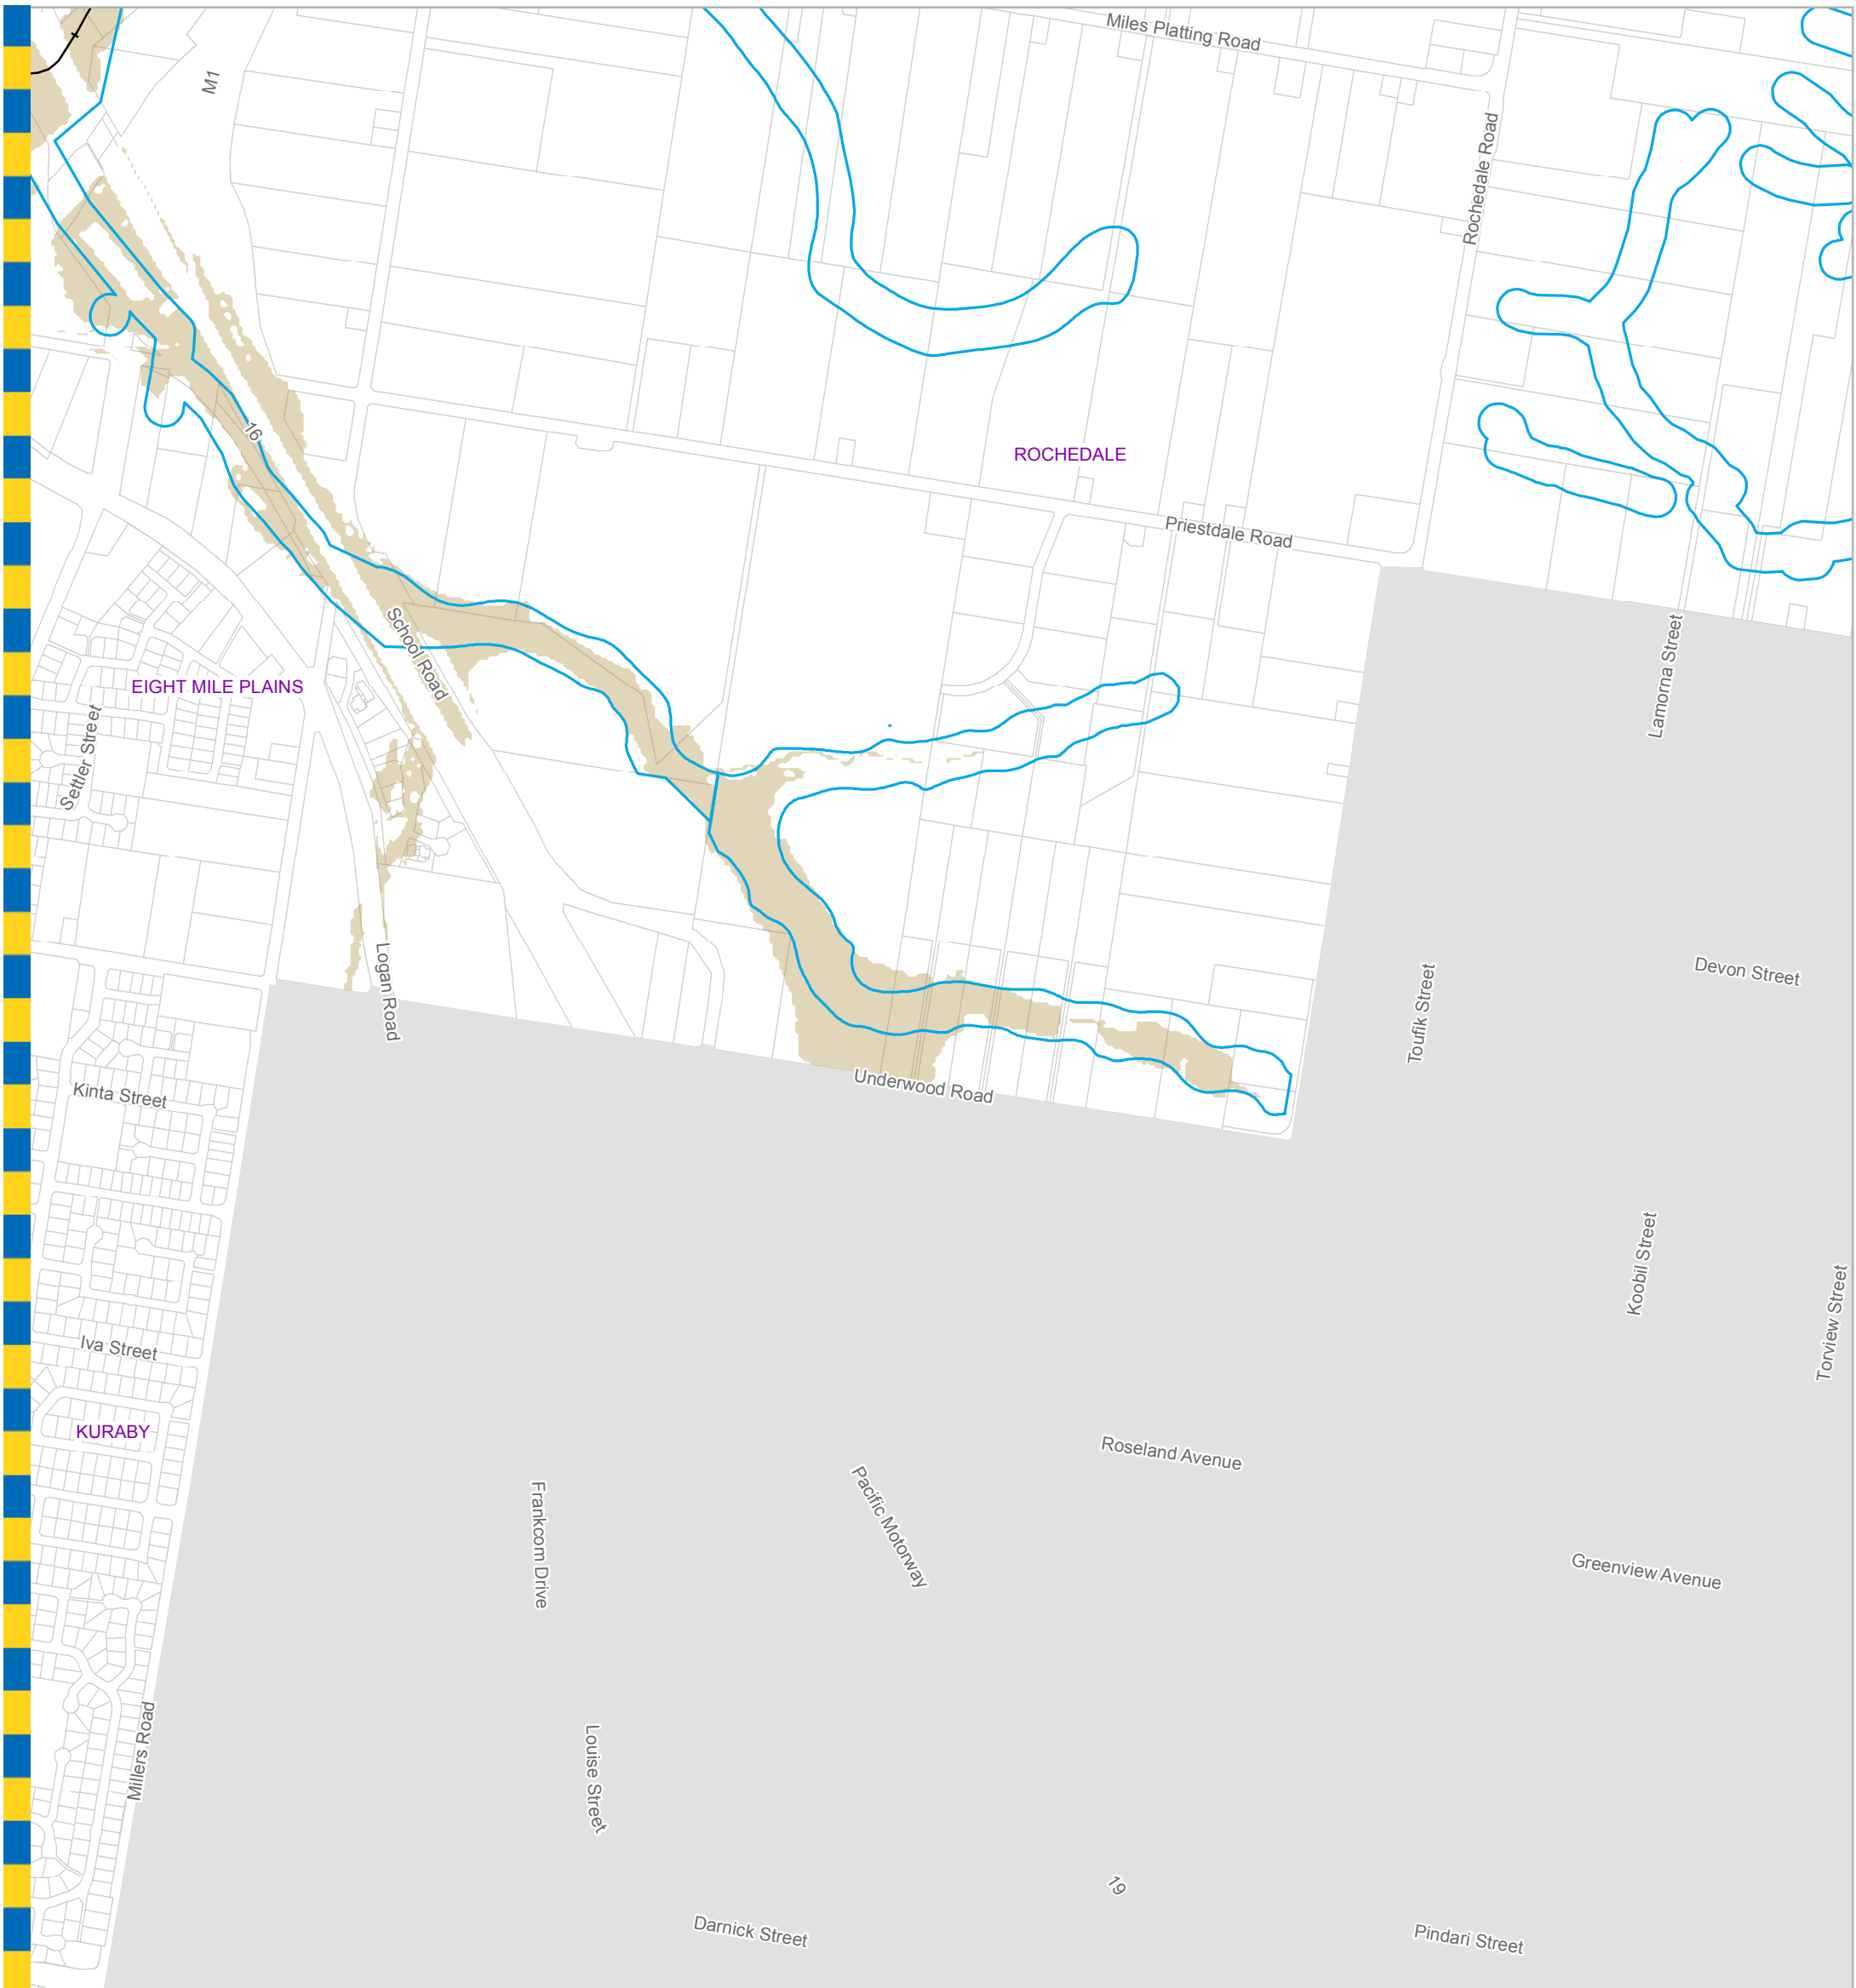 Miles Platting Road
M1
Rochedale Road
16
ROCHEDALE
Priestdale Road
School Road
Lamorna Street
EIGHT MILE PLAINS
Settler Street
Logan Road
Devon Street
Toufik Street
Kinta Street
Underwood Road
Koobil Street
Torview Street
Iva Street
KURABY
Roseland Avenue
Frankcom Drive
Pacific Motorway
Greenview Avenue
Millers Road
Louise Street
19
Darnick Street
Pindari Street